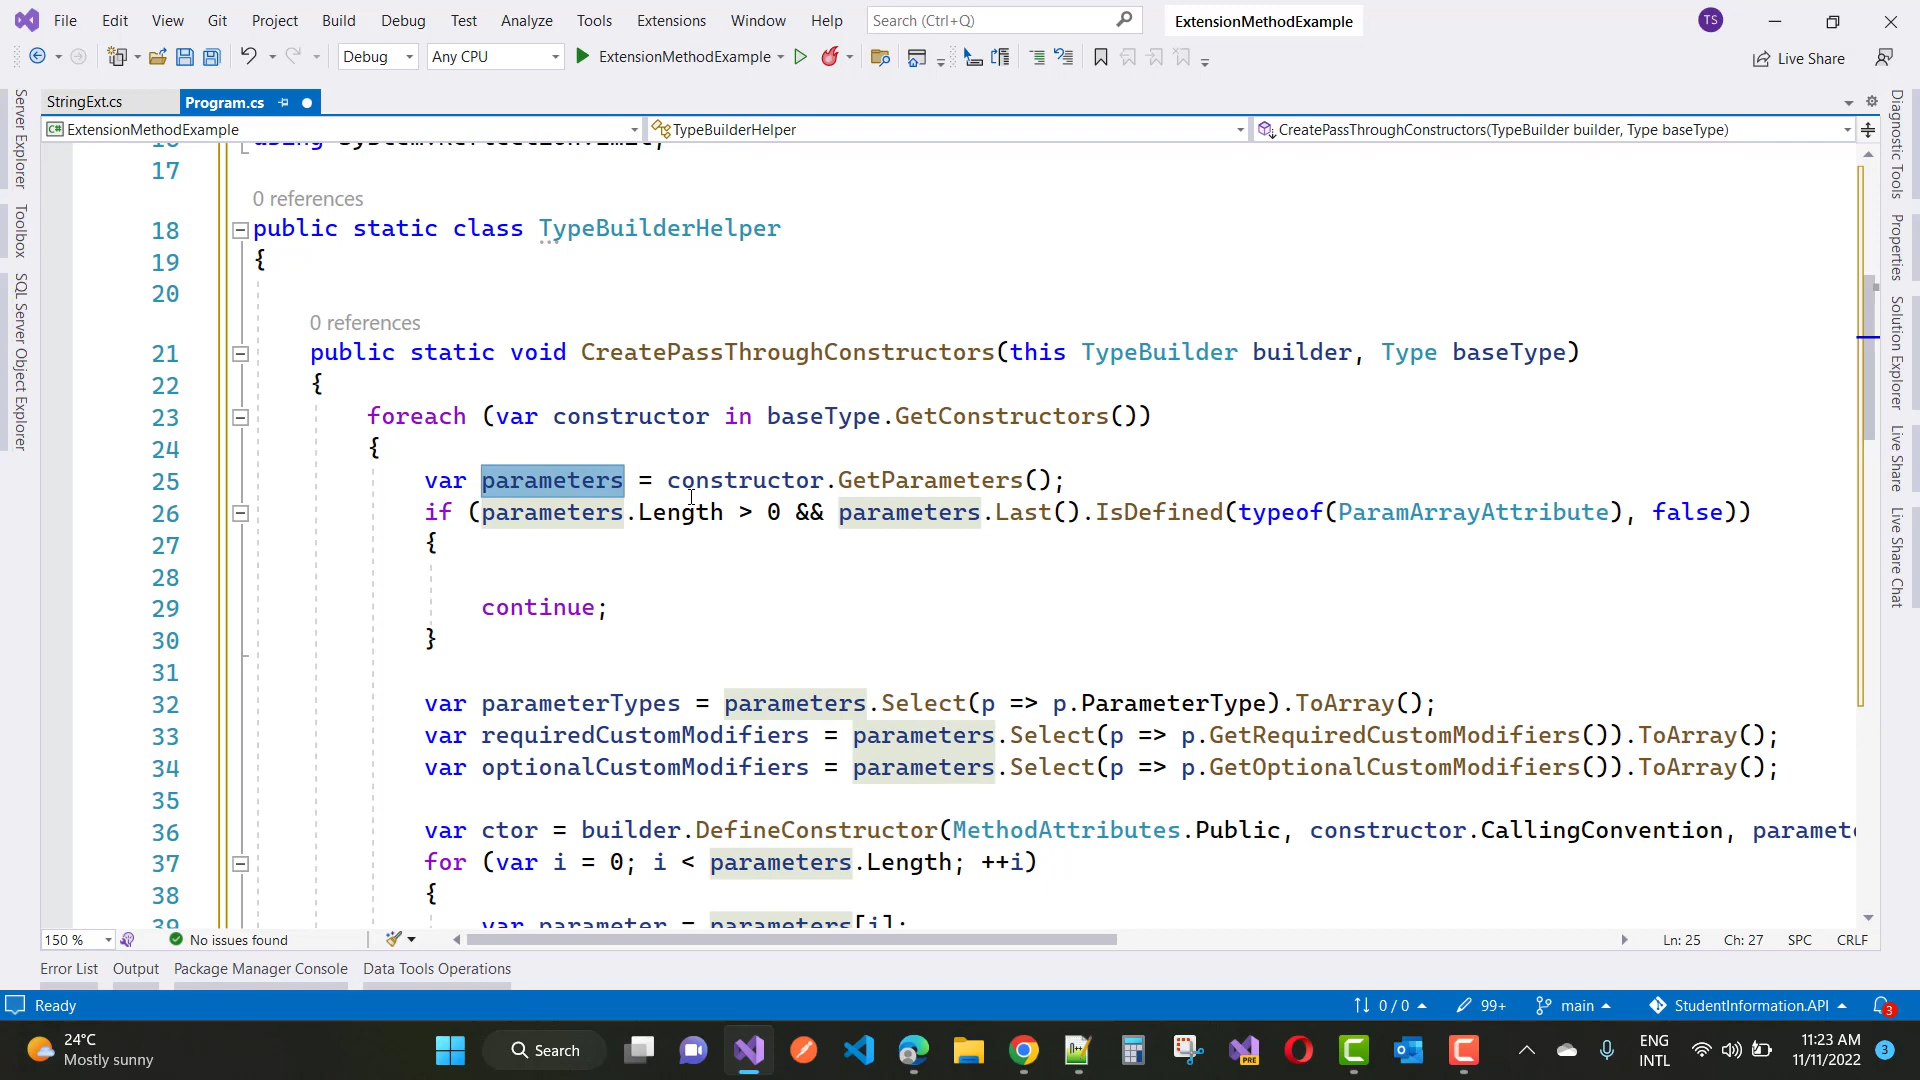 File Edit View Git Project Build Debug Test Analyze Tools Extensions Window Help Search (Ctrl+Q) ExtensionMethodExample TS
Debug Any CPU ExtensionMethodExample Live Share
StringExt.cs Program.cs
ExtensionMethodExample TypeBuilderHelper CreatePassThroughConstructors(TypeBuilder builder, Type baseType)
Server Explorer
Toolbox
SQL Server Object Explorer
17
0 references
18 public static class TypeBuilderHelper
19 {
20
0 references
21 public static void CreatePassThroughConstructors(this TypeBuilder builder, Type baseType)
22 {
23 foreach (var constructor in baseType.GetConstructors())
24 {
25 var parameters = constructor.GetParameters();
26 if (parameters.Length > 0 && parameters.Last().IsDefined(typeof(ParamArrayAttribute), false))
27 {
28
29 continue;
30 }
31
32 var parameterTypes = parameters.Select(p => p.ParameterType).ToArray();
33 var requiredCustomModifiers = parameters.Select(p => p.GetRequiredCustomModifiers()).ToArray();
34 var optionalCustomModifiers = parameters.Select(p => p.GetOptionalCustomModifiers()).ToArray();
35
36 var ctor = builder.DefineConstructor(MethodAttributes.Public, constructor.CallingConvention, paramete
37 for (var i = 0; i < parameters.Length; ++i)
38 {
39 var parameter = parameters[i];
Diagnostic Tools
Properties
Solution Explorer
Live Share
Live Share Chat
150 % No issues found Ln: 25 Ch: 27 SPC CRLF
Error List Output Package Manager Console Data Tools Operations
Ready 0 / 0 99+ main StudentInformation.API 3
24°C
Mostly sunny
Search
PRE
ENG
INTL
11:23 AM
11/11/2022
3